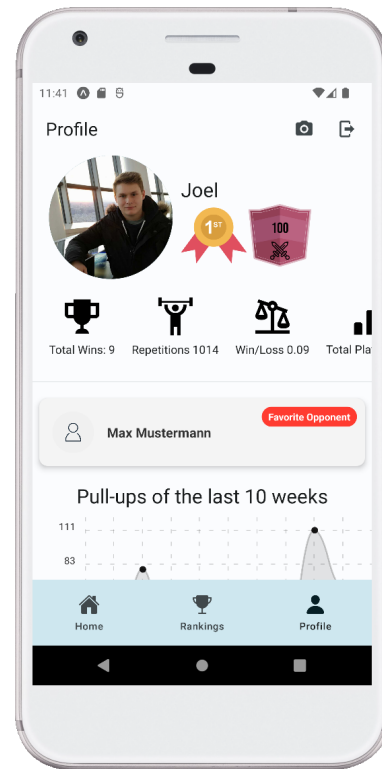 11:41
Profile
Joel
1ST
100
Total Wins: 9
Repetitions 1014
Win/Loss 0.09
Total Pla
Favorite Opponent
Max Mustermann
Pull-ups of the last 10 weeks
111
83
Home
Rankings
Profile